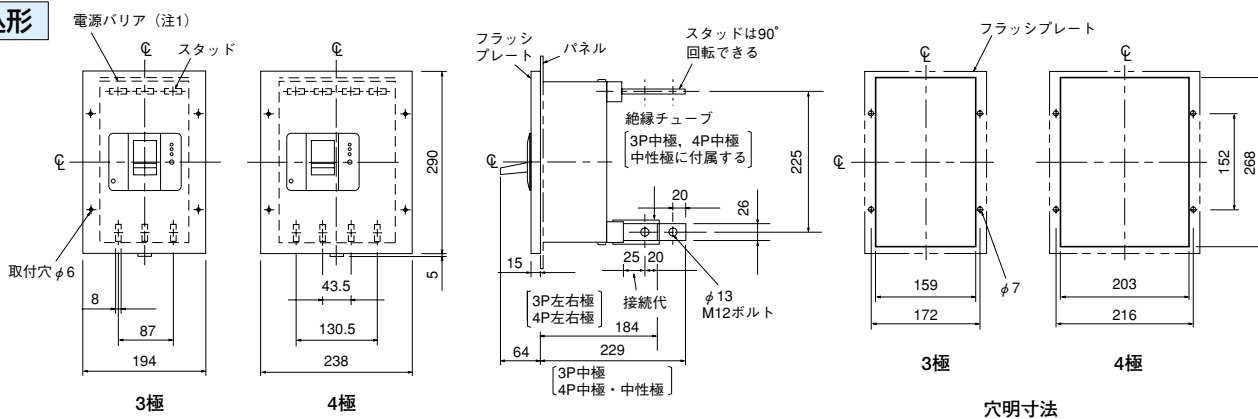 込形
電源バリア（注1）
スタッド
℄
℄
℄
290
5
取付穴φ6
8
87
194
3極
43.5
130.5
238
4極
フラッシ
プレート
パネル
スタッドは90°
回転できる
絶縁チューブ
3P中極，4P中極
中性極に付属する
℄
225
20
26
15
25
20
接続代
φ13
M12ボルト
3P左右極
4P左右極
184
64
229
3P中極
4P中極・中性極
フラッシプレート
℄
℄
℄
152
268
φ7
159
172
3極
203
216
4極
穴明寸法